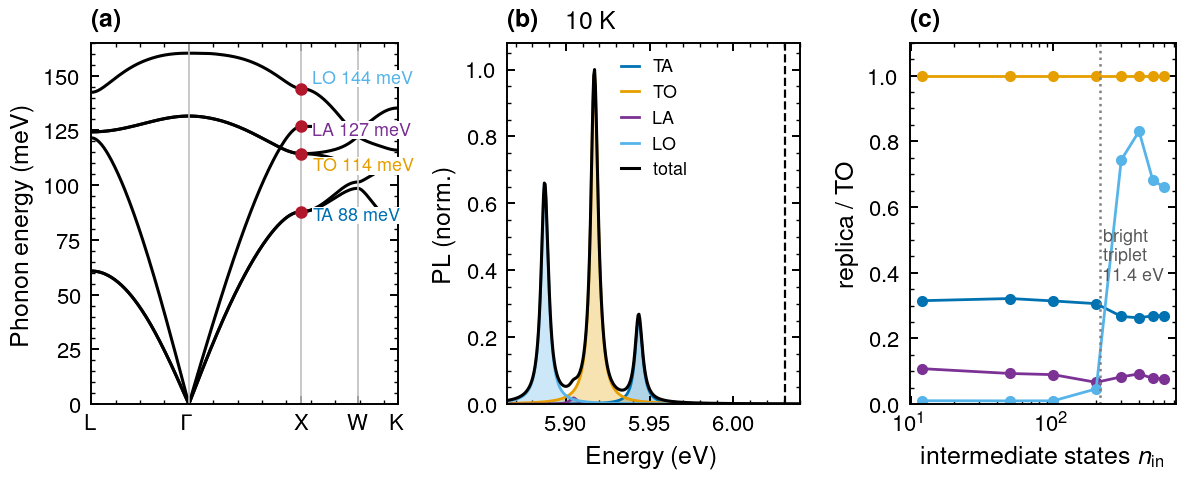 (a)
Phonon energy (meV)
150
125
100
75
50
25
0
L
Γ
X
W
K
LO 144 meV
LA 127 meV
TO 114 meV
TA 88 meV
(b)
10 K
PL (norm.)
1.0
0.8
0.6
0.4
0.2
0.0
5.90
5.95
6.00
Energy (eV)
TA
TO
LA
LO
total
(c)
replica / TO
1.0
0.8
0.6
0.4
0.2
0.0
10¹
10²
intermediate states n_in
bright
triplet
11.4 eV